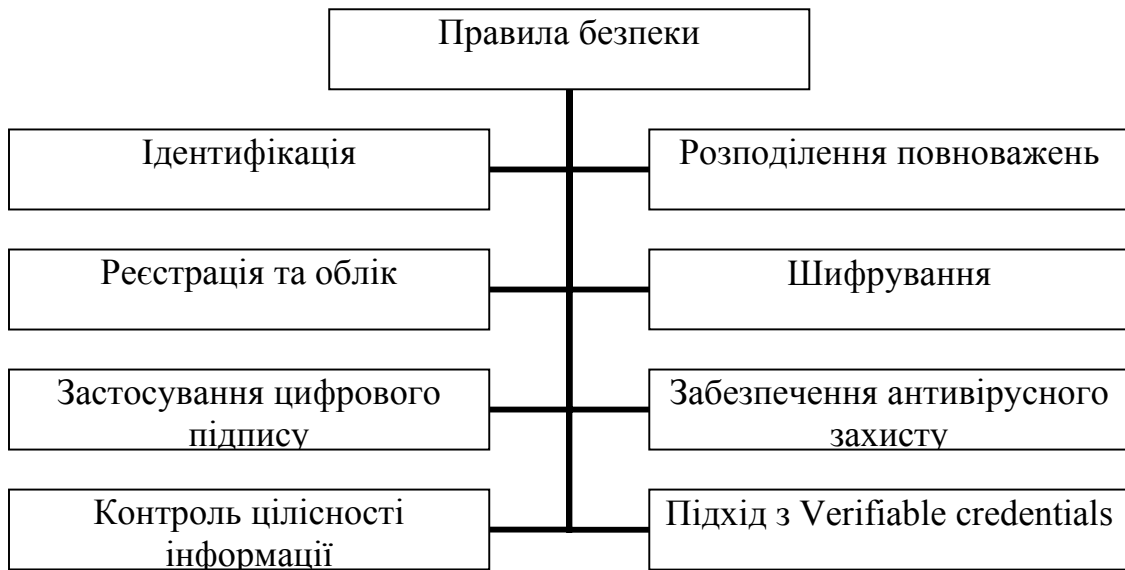 Правила безпеки
Ідентифікація
Розподілення повноважень
Реєстрація та облік
Шифрування
Застосування цифрового
підпису
Забезпечення антивірусного
захисту
Контроль цілісності
інформації
Підхід з Verifiable credentials